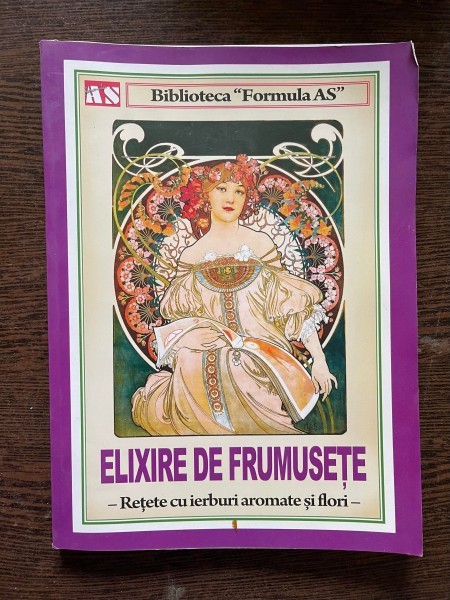 AS
Biblioteca "Formula AS"
ELIXIRE DE FRUMUSEȚE
– Rețete cu ierburi aromate și flori –